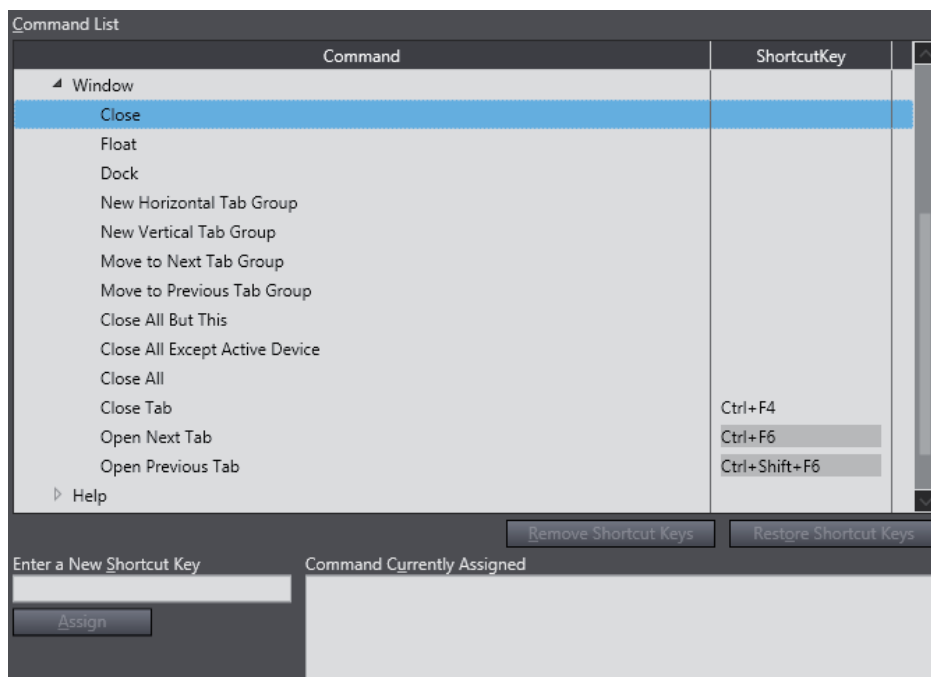 Command List
Command ShortcutKey
Window
Close
Float
Dock
New Horizontal Tab Group
New Vertical Tab Group
Move to Next Tab Group
Move to Previous Tab Group
Close All But This
Close All Except Active Device
Close All
Close Tab Ctrl+F4
Open Next Tab Ctrl+F6
Open Previous Tab Ctrl+Shift+F6
Help
Remove Shortcut Keys Restore Shortcut Keys
Enter a New Shortcut Key Command Currently Assigned
Assign